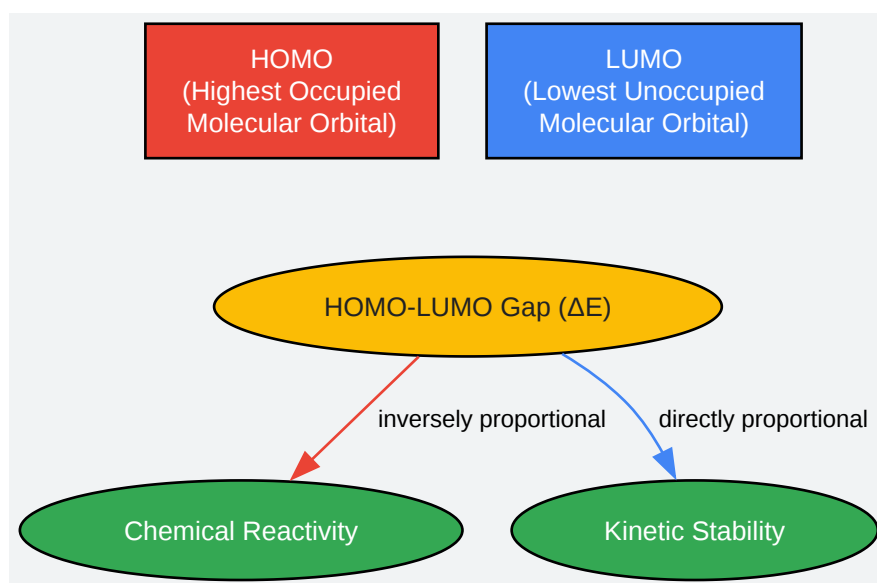 HOMO
(Highest Occupied
Molecular Orbital)
LUMO
(Lowest Unoccupied
Molecular Orbital)
HOMO-LUMO Gap (ΔE)
inversely proportional
directly proportional
Chemical Reactivity
Kinetic Stability